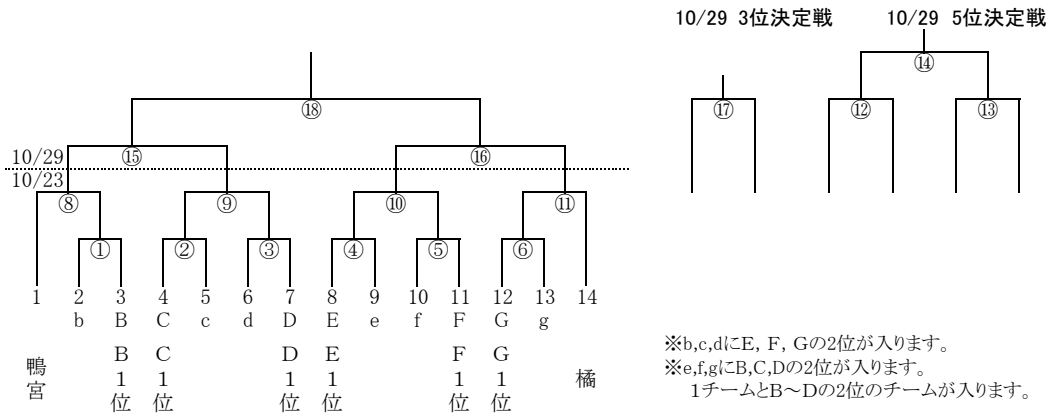 10/29 3位決定戦
10/29 5位決定戦
⑭
⑱
⑰
⑫
⑬
10/29
⑮
⑯
10/23
⑧
⑨
⑩
⑪
①
②
③
④
⑤
⑥
1 2 3 4 5 6 7 8 9 10 11 12 13 14
b B C c d D E e f F G g
鴨宮
B1位
C1位
D1位
E1位
F1位
G1位
橘
※b,c,dにE, F, Gの2位が入ります。
※e,f,gにB,C,Dの2位が入ります。
1チームとB～Dの2位のチームが入ります。